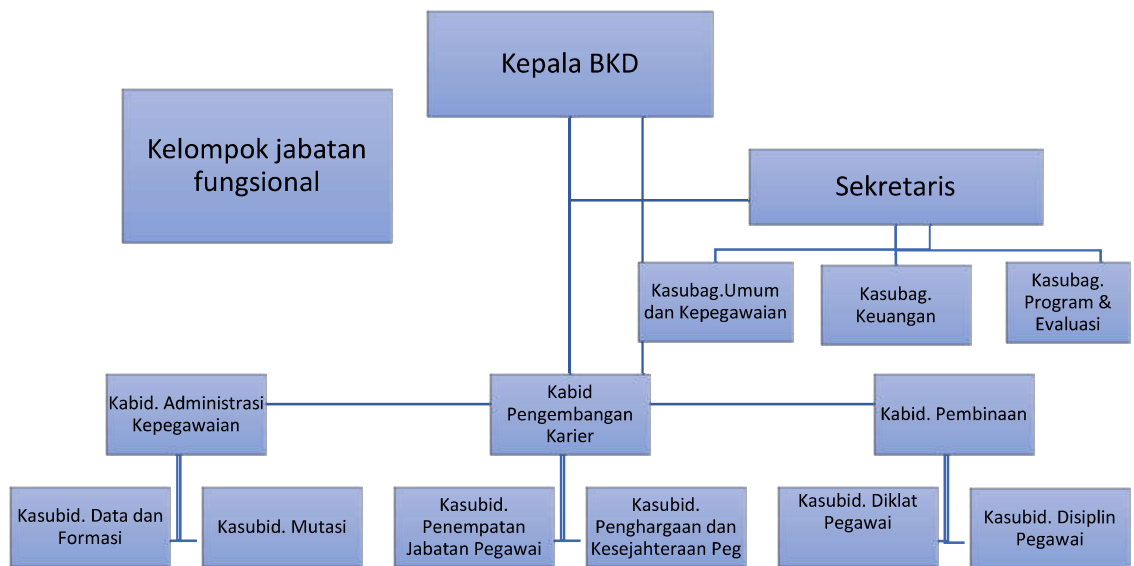 Kepala BKD
Kelompok jabatan
fungsional
Sekretaris
Kasubag.Umum
dan Kepegawaian
Kasubag.
Keuangan
Kasubag.
Program &
Evaluasi
Kabid. Administrasi
Kepegawaian
Kabid
Pengembangan
Karier
Kabid. Pembinaan
Kasubid. Data dan
Formasi
Kasubid. Mutasi
Kasubid.
Penempatan
Jabatan Pegawai
Kasubid.
Penghargaan dan
Kesejahteraan Peg
Kasubid. Diklat
Pegawai
Kasubid. Disiplin
Pegawai